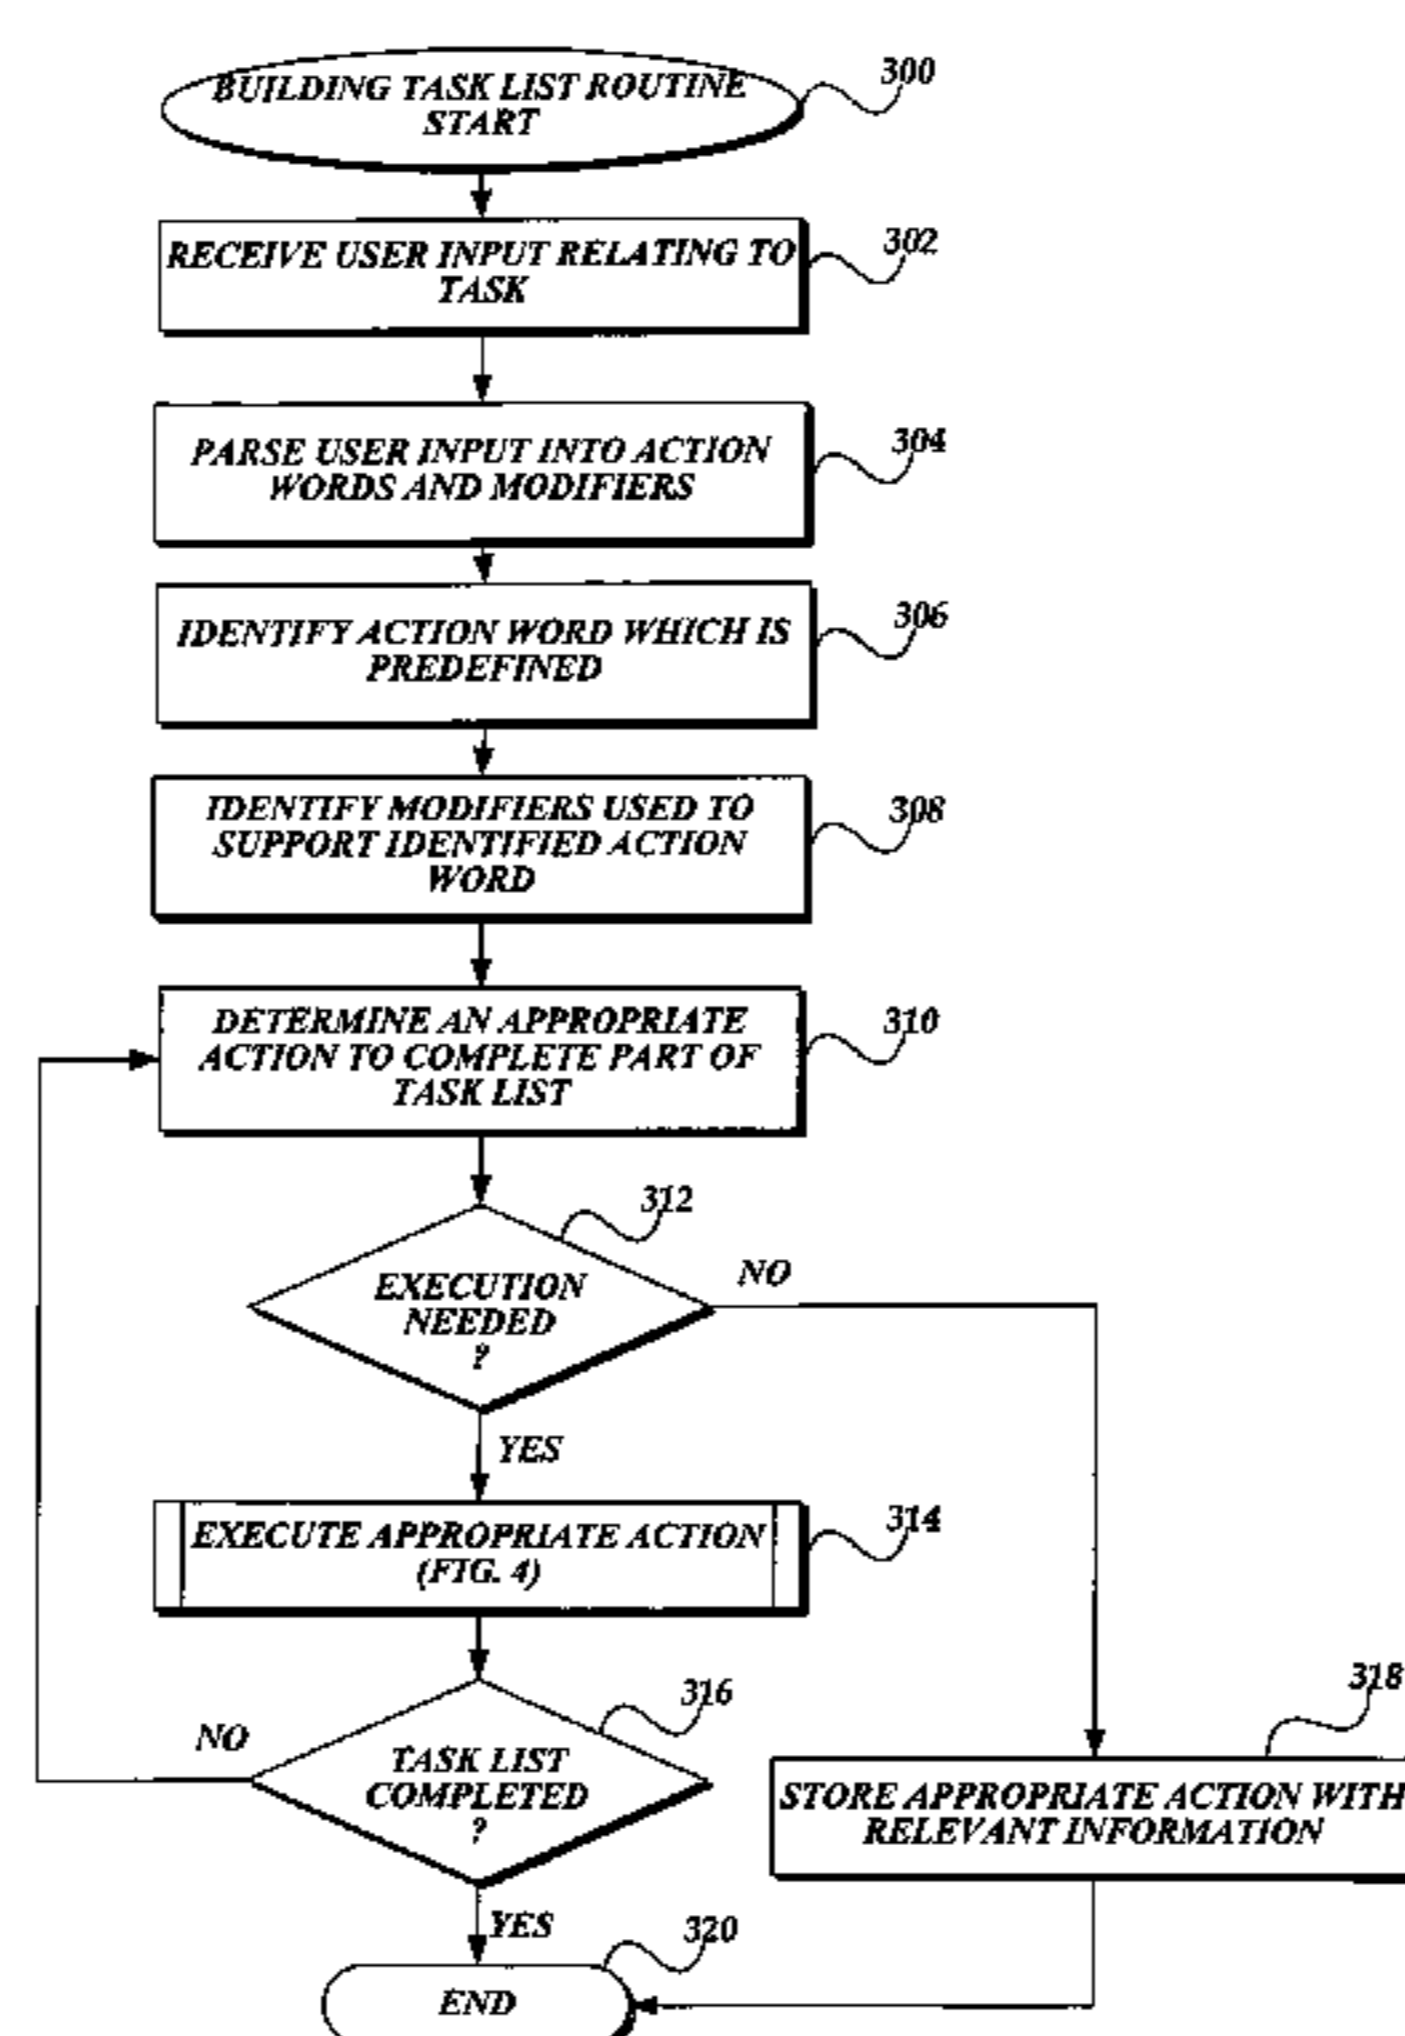 BUILDING TASK LIST ROUTINE
START
300
RECEIVE USER INPUT RELATING TO
TASK
302
PARSE USER INPUT INTO ACTION
WORDS AND MODIFIERS
304
IDENTIFY ACTION WORD WHICH IS
PREDEFINED
306
IDENTIFY MODIFIERS USED TO
SUPPORT IDENTIFIED ACTION
WORD
308
DETERMINE AN APPROPRIATE
ACTION TO COMPLETE PART OF
TASK LIST
310
312
EXECUTION
NEEDED
?
NO
YES
EXECUTE APPROPRIATE ACTION
(FIG. 4)
314
316
TASK LIST
COMPLETED
?
NO
318
STORE APPROPRIATE ACTION WITH
RELEVANT INFORMATION
YES
320
END